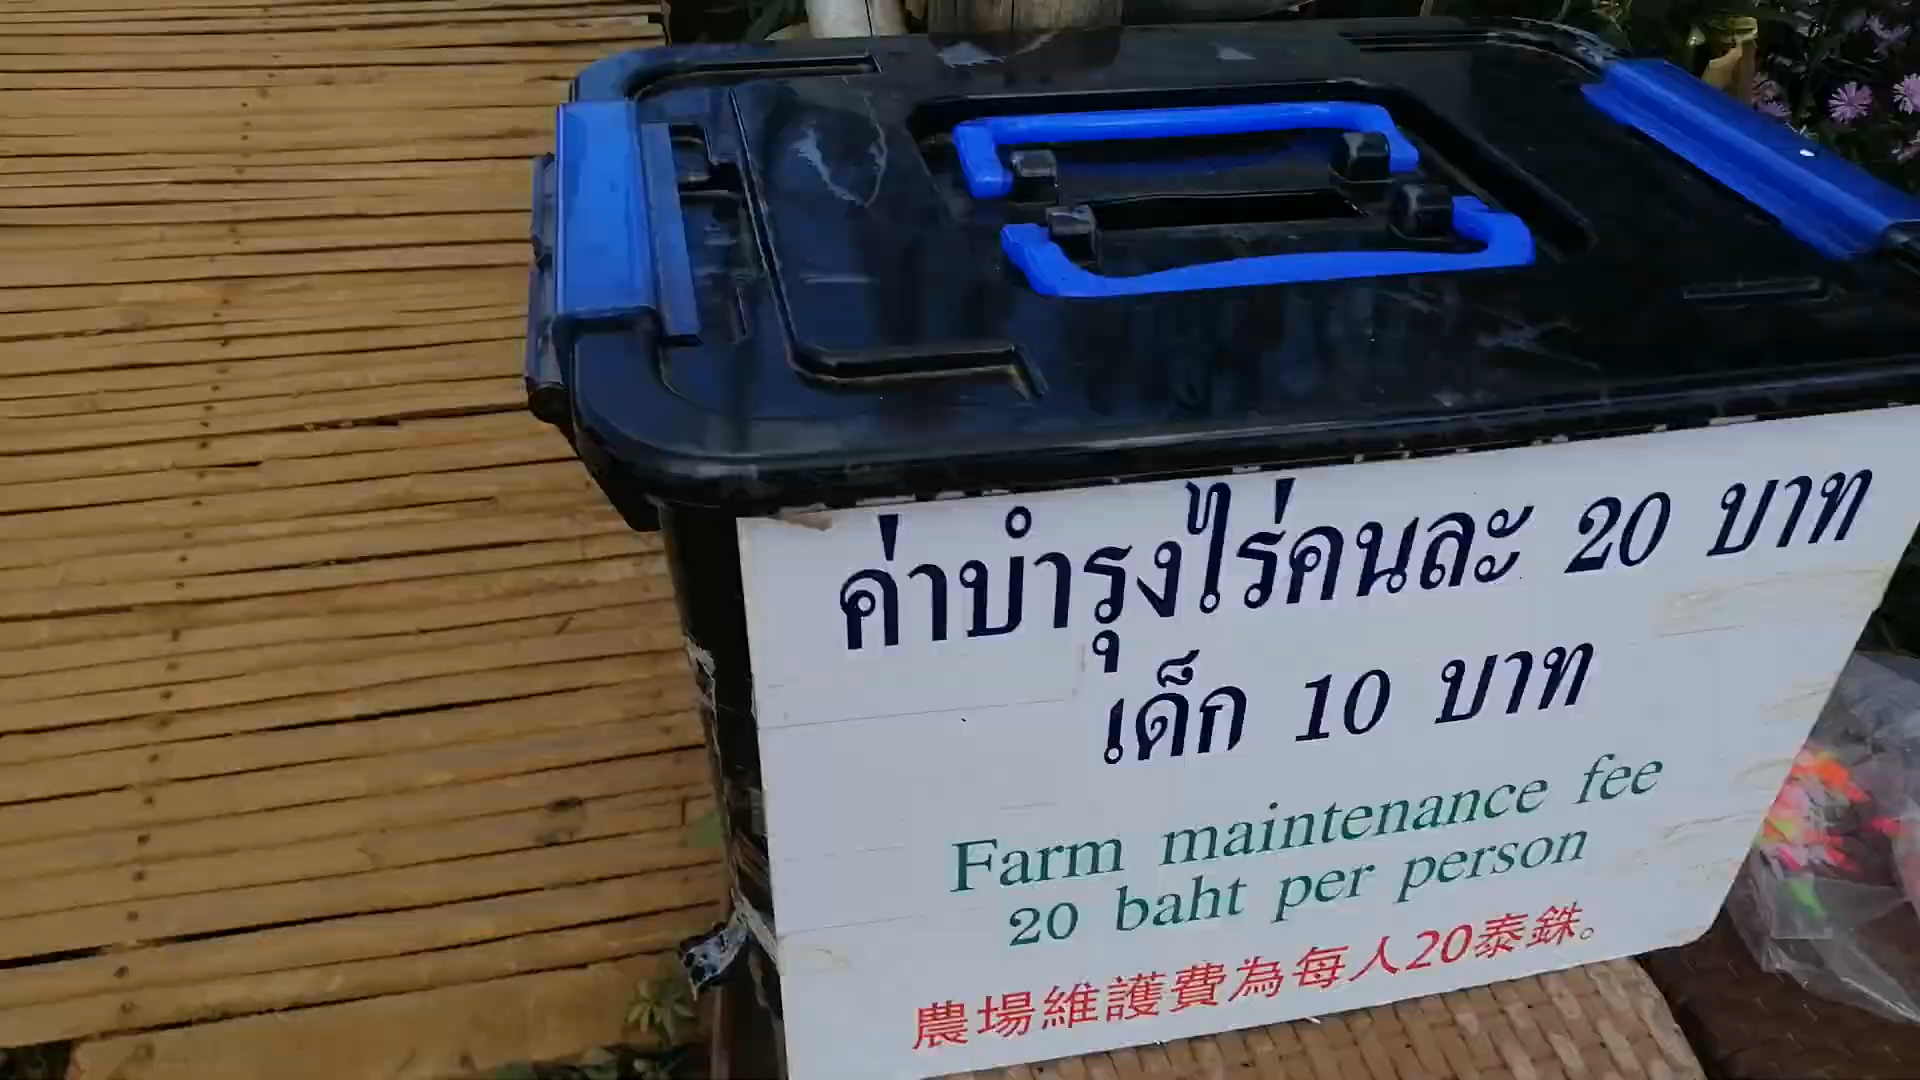 ค่าบำรุงไร่คนละ 20 บาท
เด็ก 10 บาท
Farm maintenance fee
20 baht per person
農場維護費為每人20泰銖。